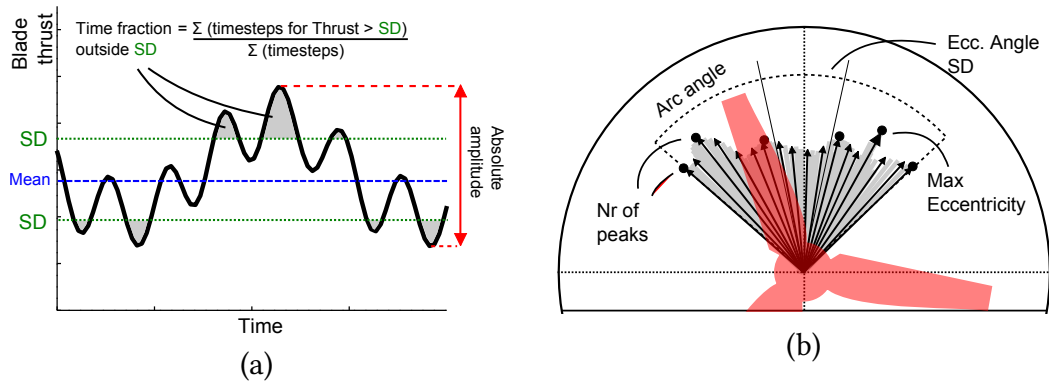 Blade
thrust
Time fraction = Σ (timesteps for Thrust > SD)
outside SD
Σ (timesteps)
SD
Mean
SD
Absolute
amplitude
Time
(a)
Ecc. Angle
SD
Arc angle
Nr of
peaks
Max
Eccentricity
(b)